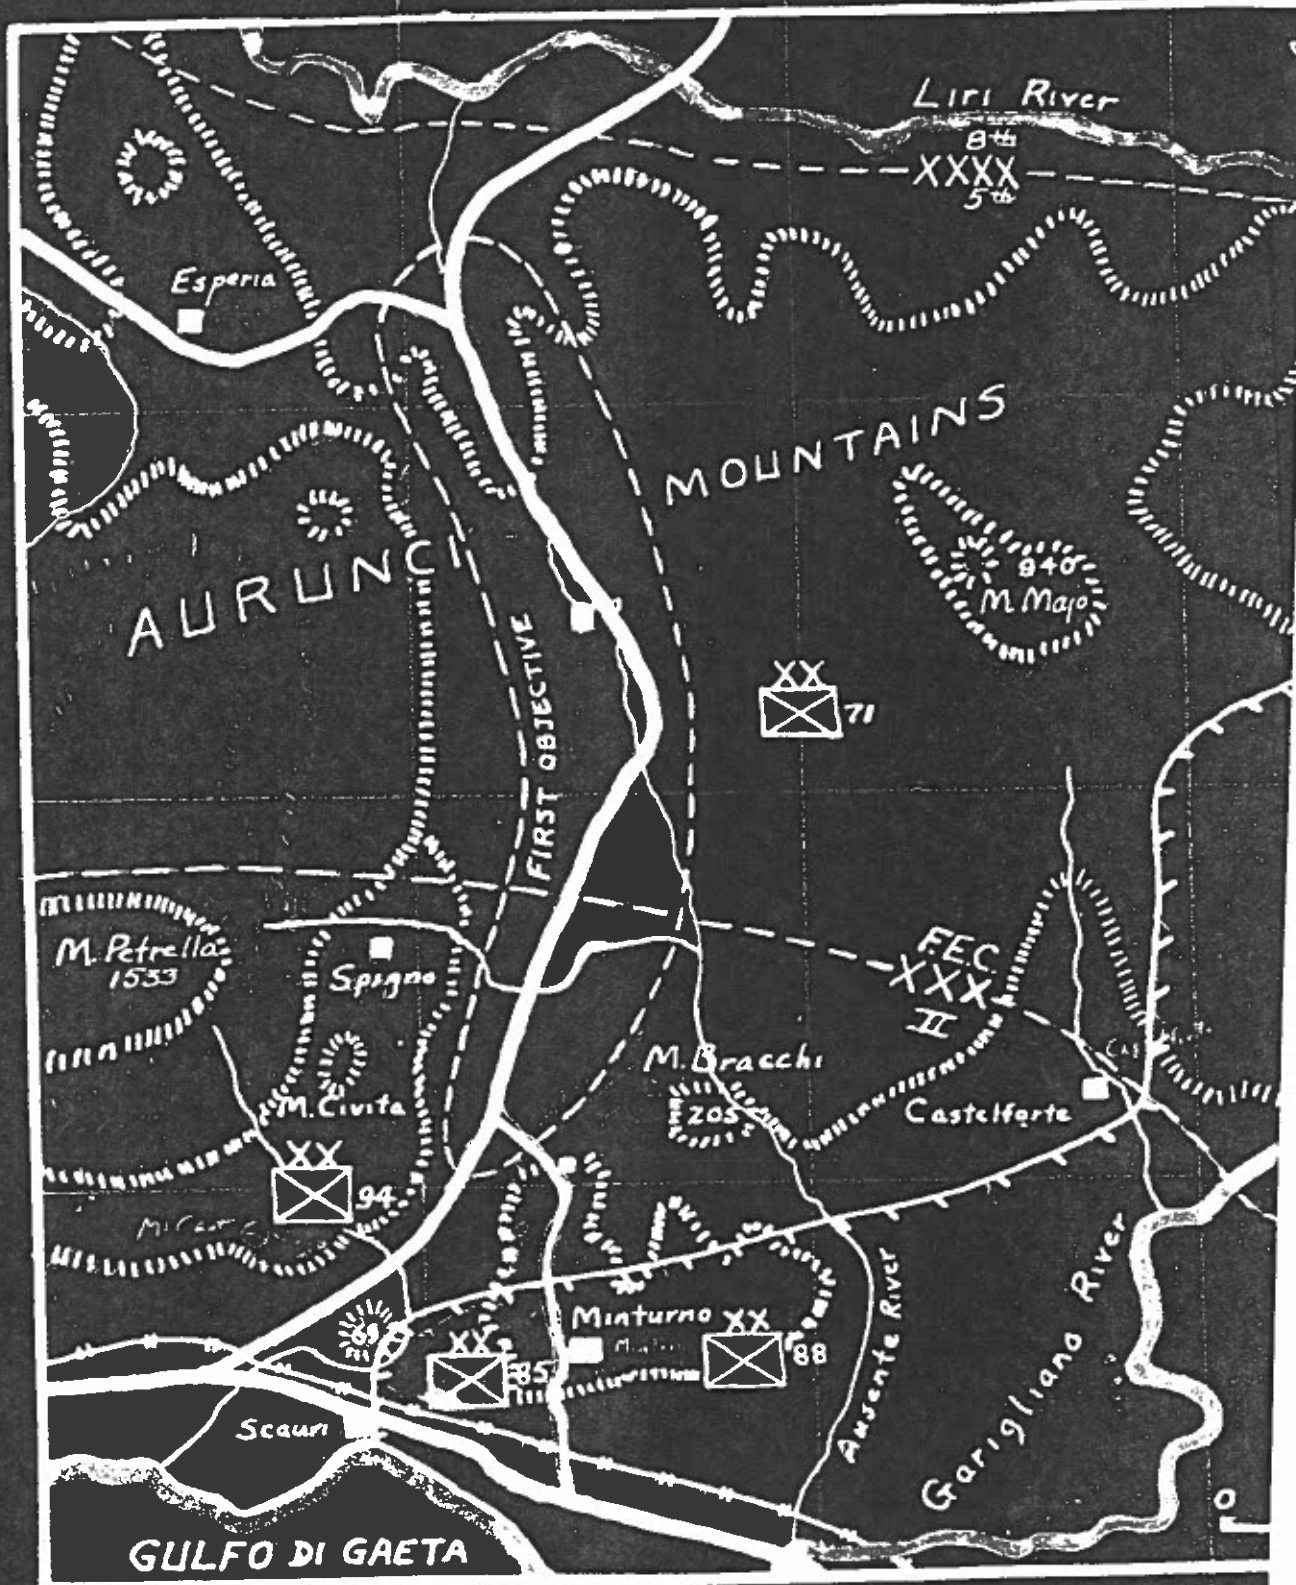 Liri River
8th
XXXX
5th
Esperia
MOUNTAINS
AURUNCI
940
M. Majo
FIRST OBJECTIVE
XX
71
M. Petrella
1533
Spigno
F.E.C.
XXX
II
M. Bracchi
205
M. Civita
Castelforte
XX
94
69
Minturno
XX
85
XX
88
Ausente River
Garigliano River
Scauri
0
GULFO DI GAETA